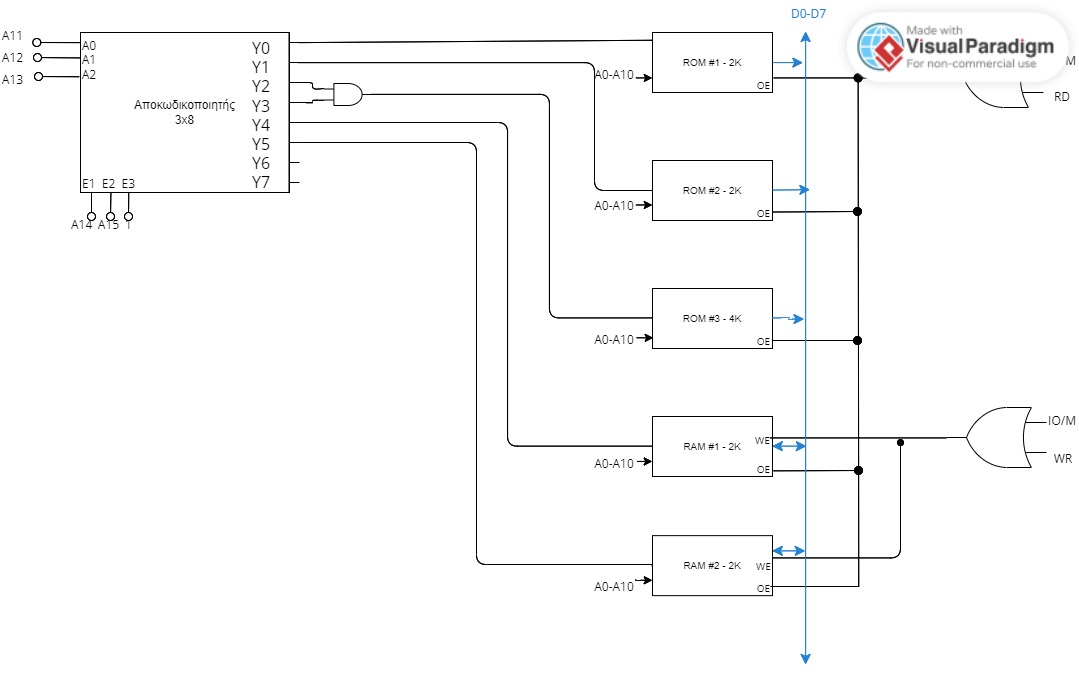 D0-D7
Made with
VisualParadigm
For non-commercial use
M
RD
A11
A12
A13
A0
A1
A2
Αποκωδικοποιητής
3x8
Y0
Y1
Y2
Y3
Y4
Y5
Y6
Y7
E1 E2 E3
A14 A15 1
ROM #1 - 2K
A0-A10
OE
ROM #2 - 2K
A0-A10
OE
ROM #3 - 4K
A0-A10
OE
RAM #1 - 2K
WE
A0-A10
OE
IO/M
WR
RAM #2 - 2K
WE
A0-A10
OE